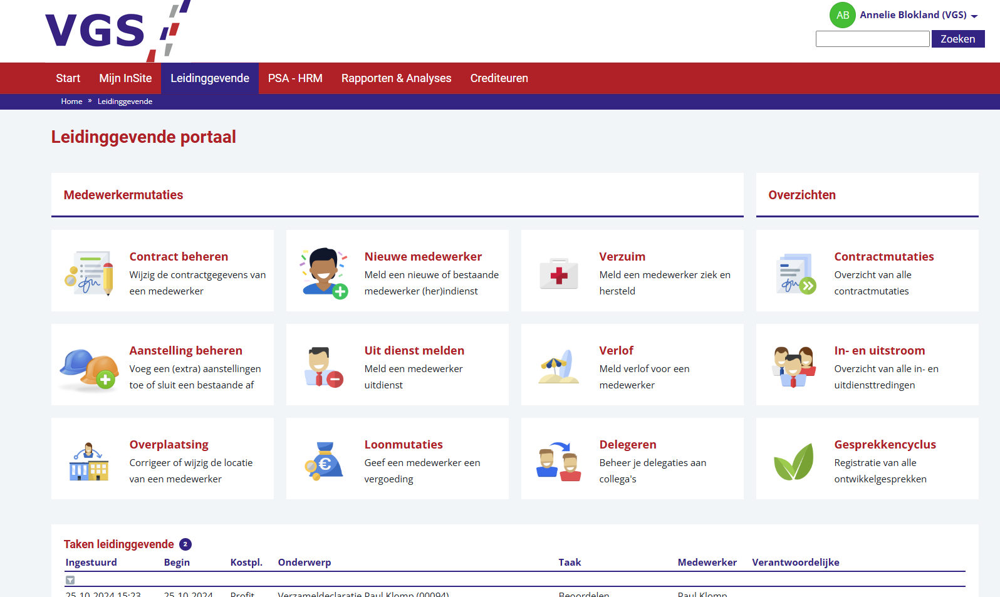 VGS
AB
Annelie Blokland (VGS)
Zoeken
Start
Mijn InSite
Leidinggevende
PSA - HRM
Rapporten & Analyses
Crediteuren
Home » Leidinggevende
Leidinggevende portaal
Medewerkermutaties
Overzichten
Contract beheren
Wijzig de contractgegevens van
een medewerker
Nieuwe medewerker
Meld een nieuwe of bestaande
medewerker (her)indienst
Verzuim
Meld een medewerker ziek en
hersteld
Contractmutaties
Overzicht van alle
contractmutaties
Aanstelling beheren
Voeg een (extra) aanstellingen
toe of sluit een bestaande af
Uit dienst melden
Meld een medewerker
uitdienst
Verlof
Meld verlof voor een
medewerker
In- en uitstroom
Overzicht van alle in- en
uitdiensttredingen
Overplaatsing
Corrigeer of wijzig de locatie
van een medewerker
€
Loonmutaties
Geef een medewerker een
vergoeding
Delegeren
Beheer je delegaties aan
collega's
Gesprekkencyclus
Registratie van alle
ontwikkelgesprekken
Taken leidinggevende 2
Ingestuurd Begin Kostpl. Onderwerp Taak Medewerker Verantwoordelijke
25-10-2024 15:23 25-10-2024 Profit Verzameldeclaratie Paul Klomp (00094) Beoordelen Paul Klomp